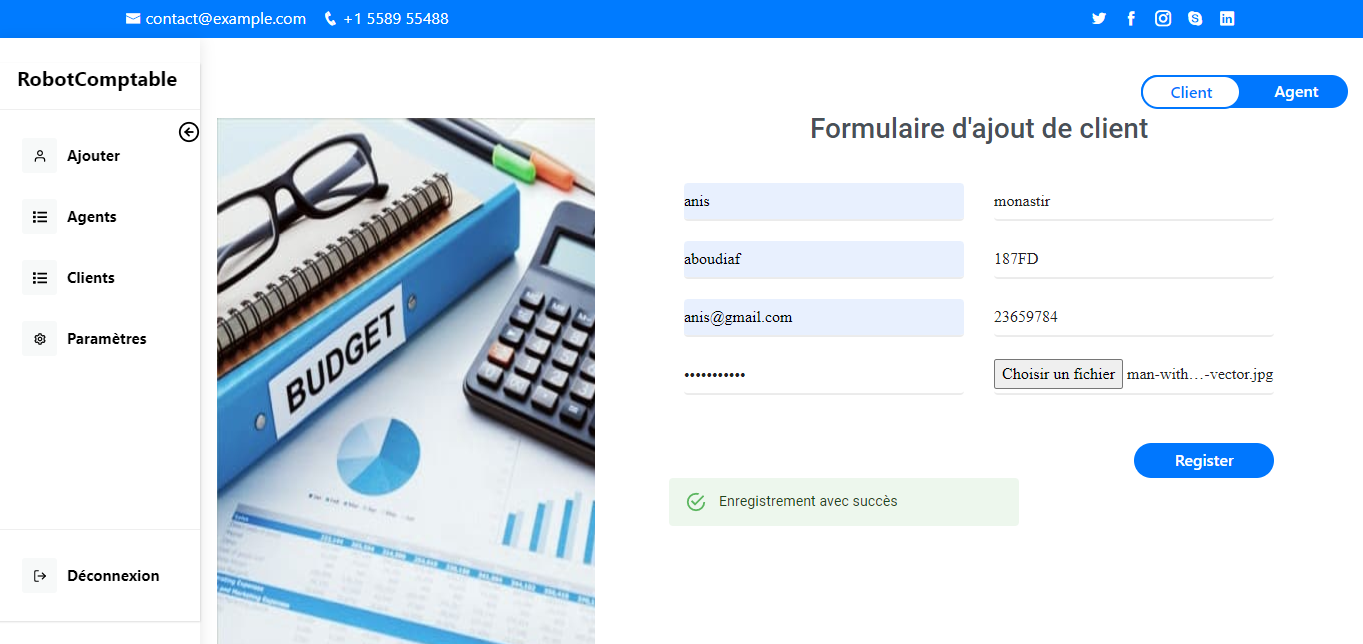 contact@example.com +1 5589 55488
RobotComptable
Client Agent
Formulaire d'ajout de client
Ajouter
Agents
Clients
Paramètres
Déconnexion
BUDGET
anis monastir
aboudiaf 187FD
anis@gmail.com 23659784
••••••••••• Choisir un fichier man-with…-vector.jpg
Register
Enregistrement avec succès